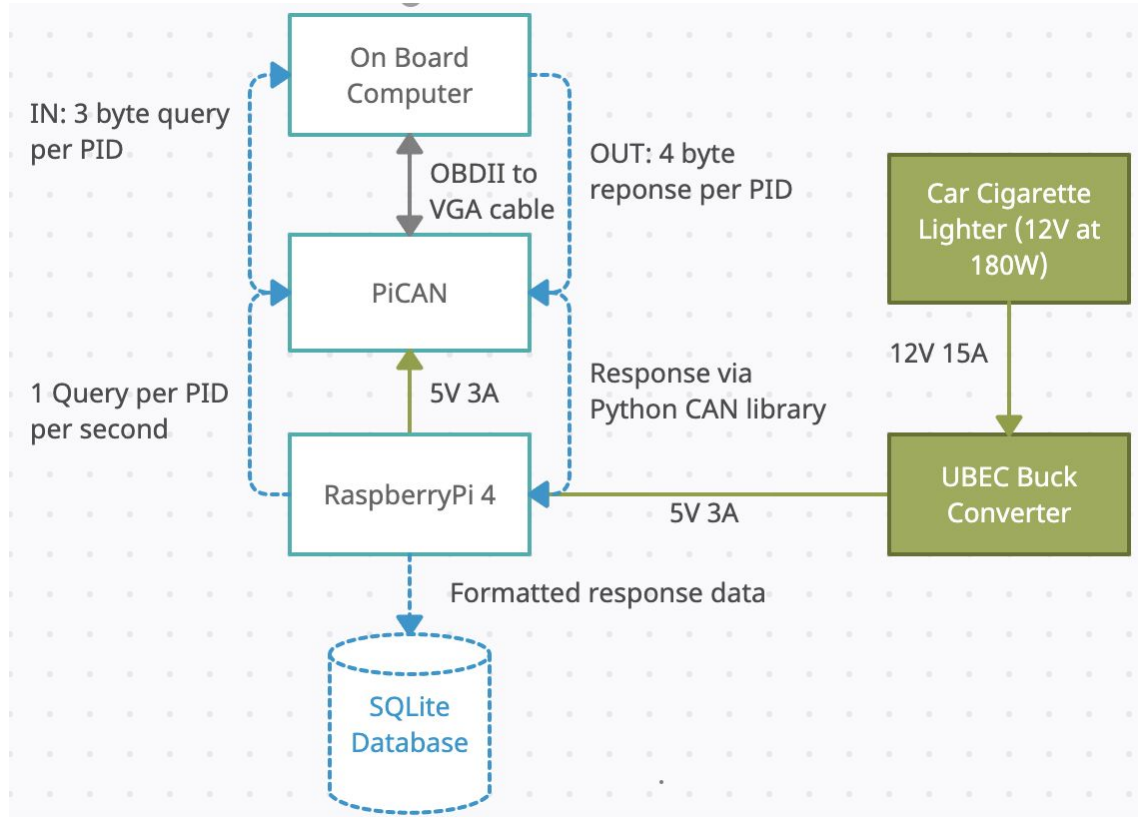 On Board
Computer
IN: 3 byte query
per PID
OUT: 4 byte
reponse per PID
OBDII to
VGA cable
Car Cigarette
Lighter (12V at
180W)
PiCAN
12V 15A
1 Query per PID
per second
5V 3A
Response via
Python CAN library
RaspberryPi 4
5V 3A
UBEC Buck
Converter
Formatted response data
SQLite
Database